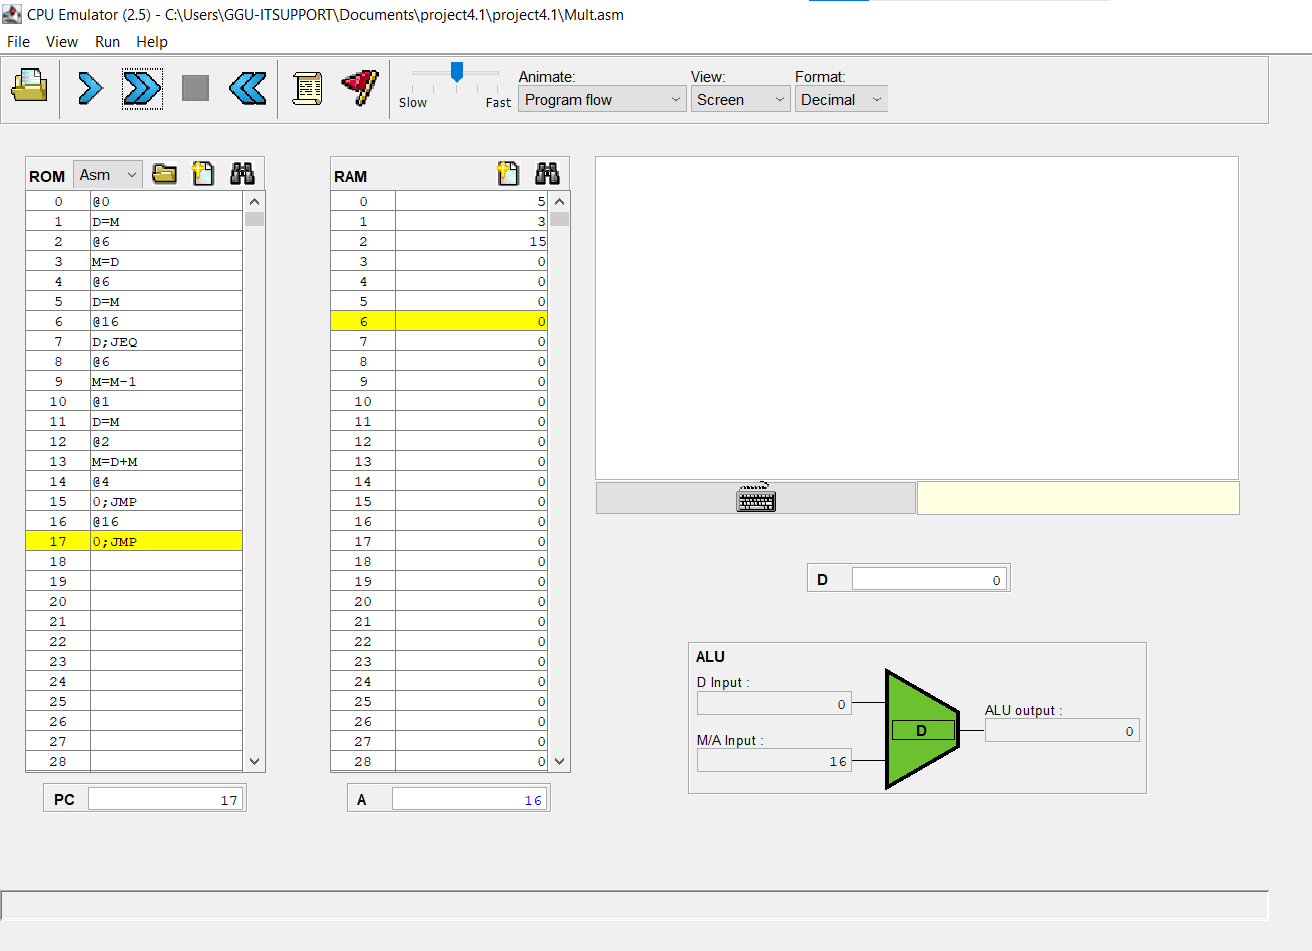 CPU Emulator (2.5) - C:\Users\GGU-ITSUPPORT\Documents\project4.1\project4.1\Mult.asm
File View Run Help
Slow Fast
Animate:
Program flow
View:
Screen
Format:
Decimal
ROM Asm
0 @0
1 D=M
2 @6
3 M=D
4 @6
5 D=M
6 @16
7 D;JEQ
8 @6
9 M=M-1
10 @1
11 D=M
12 @2
13 M=D+M
14 @4
15 0;JMP
16 @16
17 0;JMP
18
19
20
21
22
23
24
25
26
27
28
PC 17
RAM
0 5
1 3
2 15
3 0
4 0
5 0
6 0
7 0
8 0
9 0
10 0
11 0
12 0
13 0
14 0
15 0
16 0
17 0
18 0
19 0
20 0
21 0
22 0
23 0
24 0
25 0
26 0
27 0
28 0
A 16
D 0
ALU
D Input :
0
M/A Input :
16
D
ALU output :
0